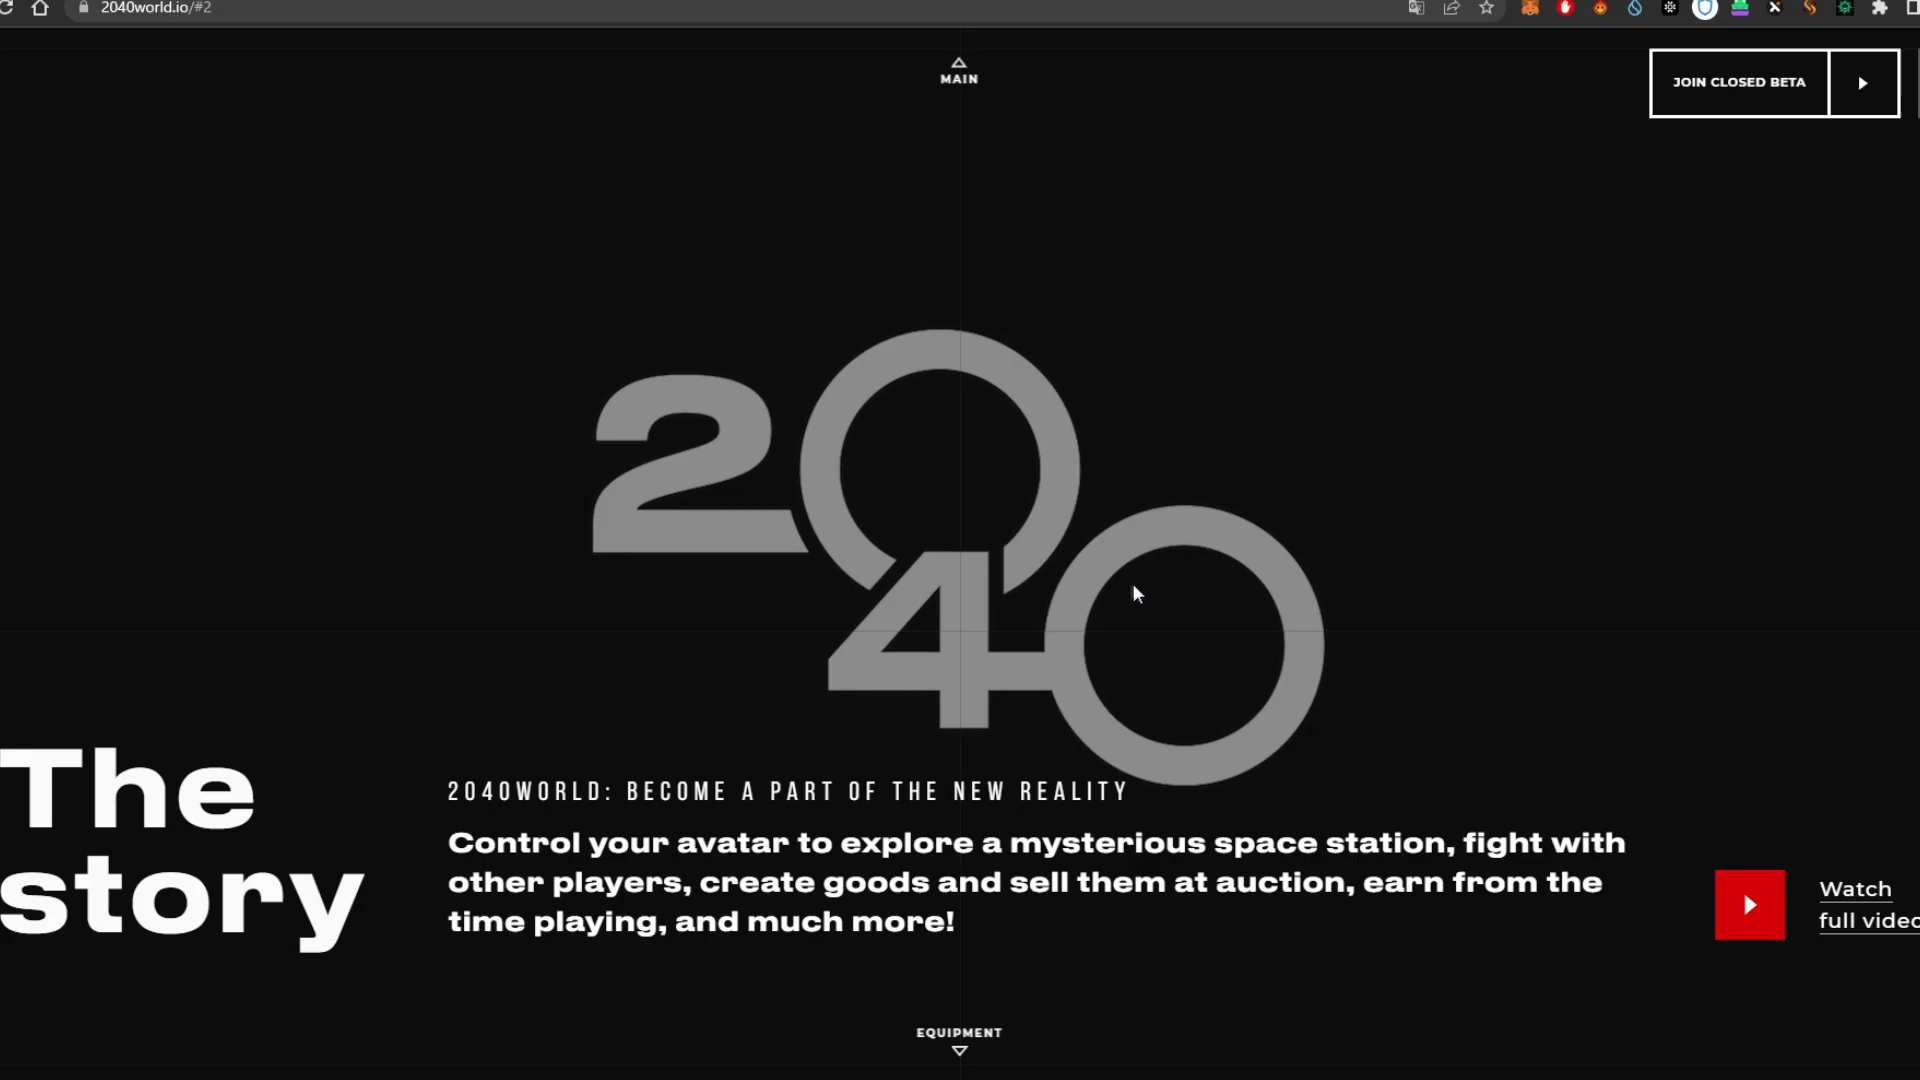 2040world.io/#2
MAIN
JOIN CLOSED BETA
20
40
The
story
2040WORLD: BECOME A PART OF THE NEW REALITY
Control your avatar to explore a mysterious space station, fight with
other players, create goods and sell them at auction, earn from the
time playing, and much more!
Watch
full video
EQUIPMENT